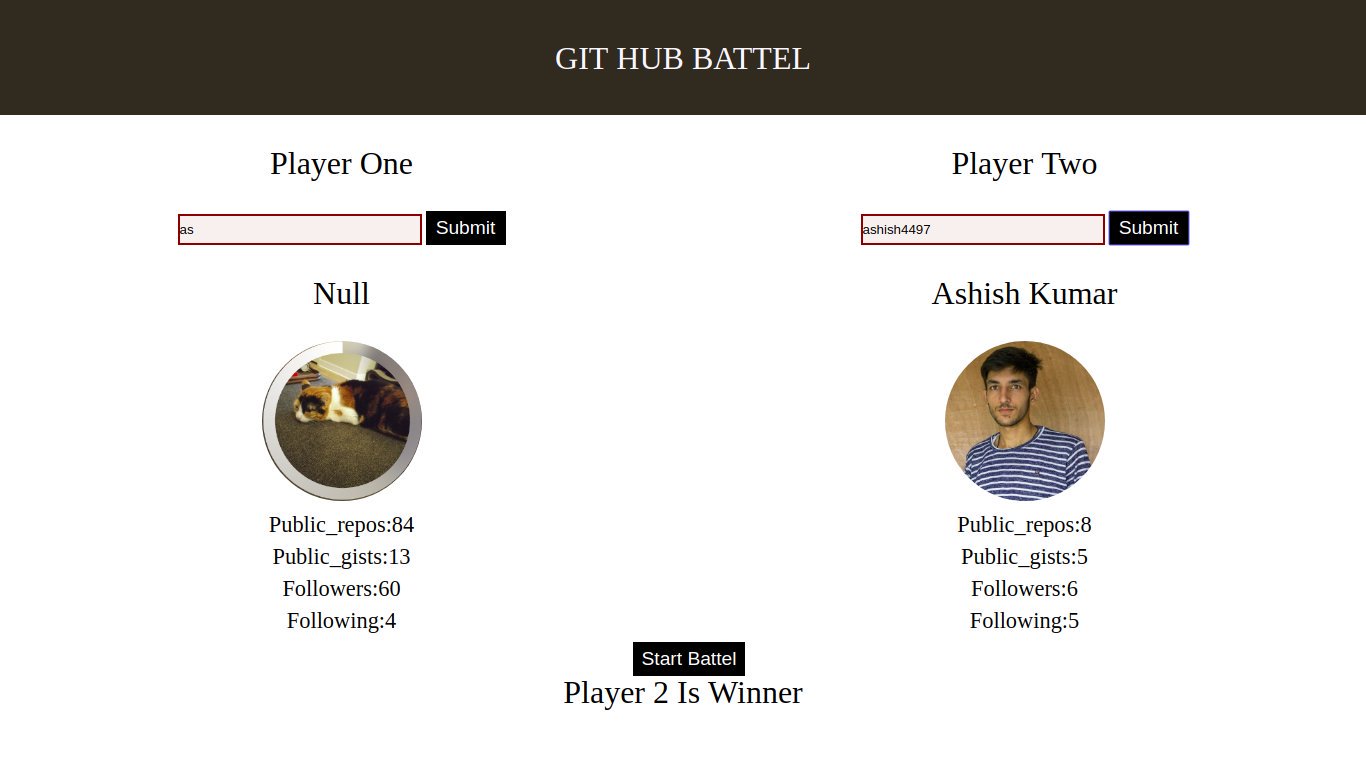 GIT HUB BATTEL
Player One
as
Submit
Null
Public_repos:84
Public_gists:13
Followers:60
Following:4
Player Two
ashish4497
Submit
Ashish Kumar
Public_repos:8
Public_gists:5
Followers:6
Following:5
Start Battel
Player 2 Is Winner